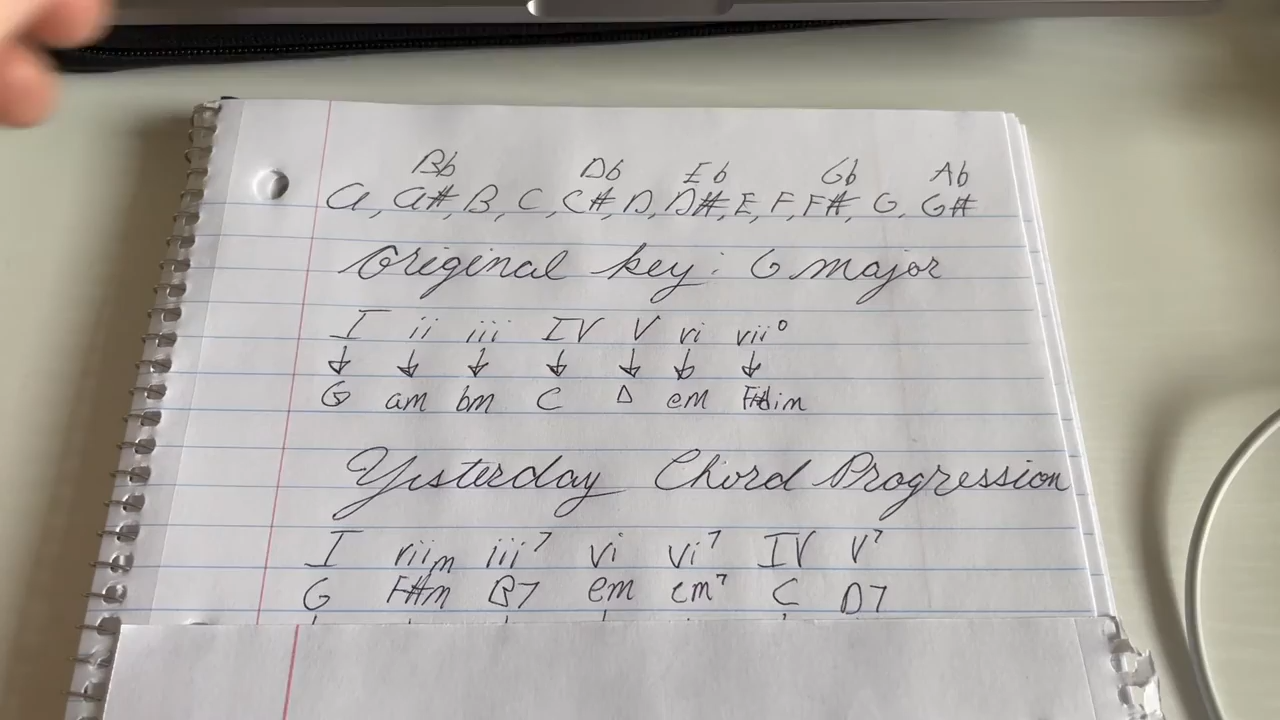 Bb Db Eb Gb Ab
A, A#, B, C, C#, D, D#, E, F, F#, G, G#
Original key: G major
I ii iii IV V vi vii°
G am bm C D em F#dim
Yesterday Chord Progression
I viim iii7 vi vi7 IV V7
G F#m B7 em em7 C D7